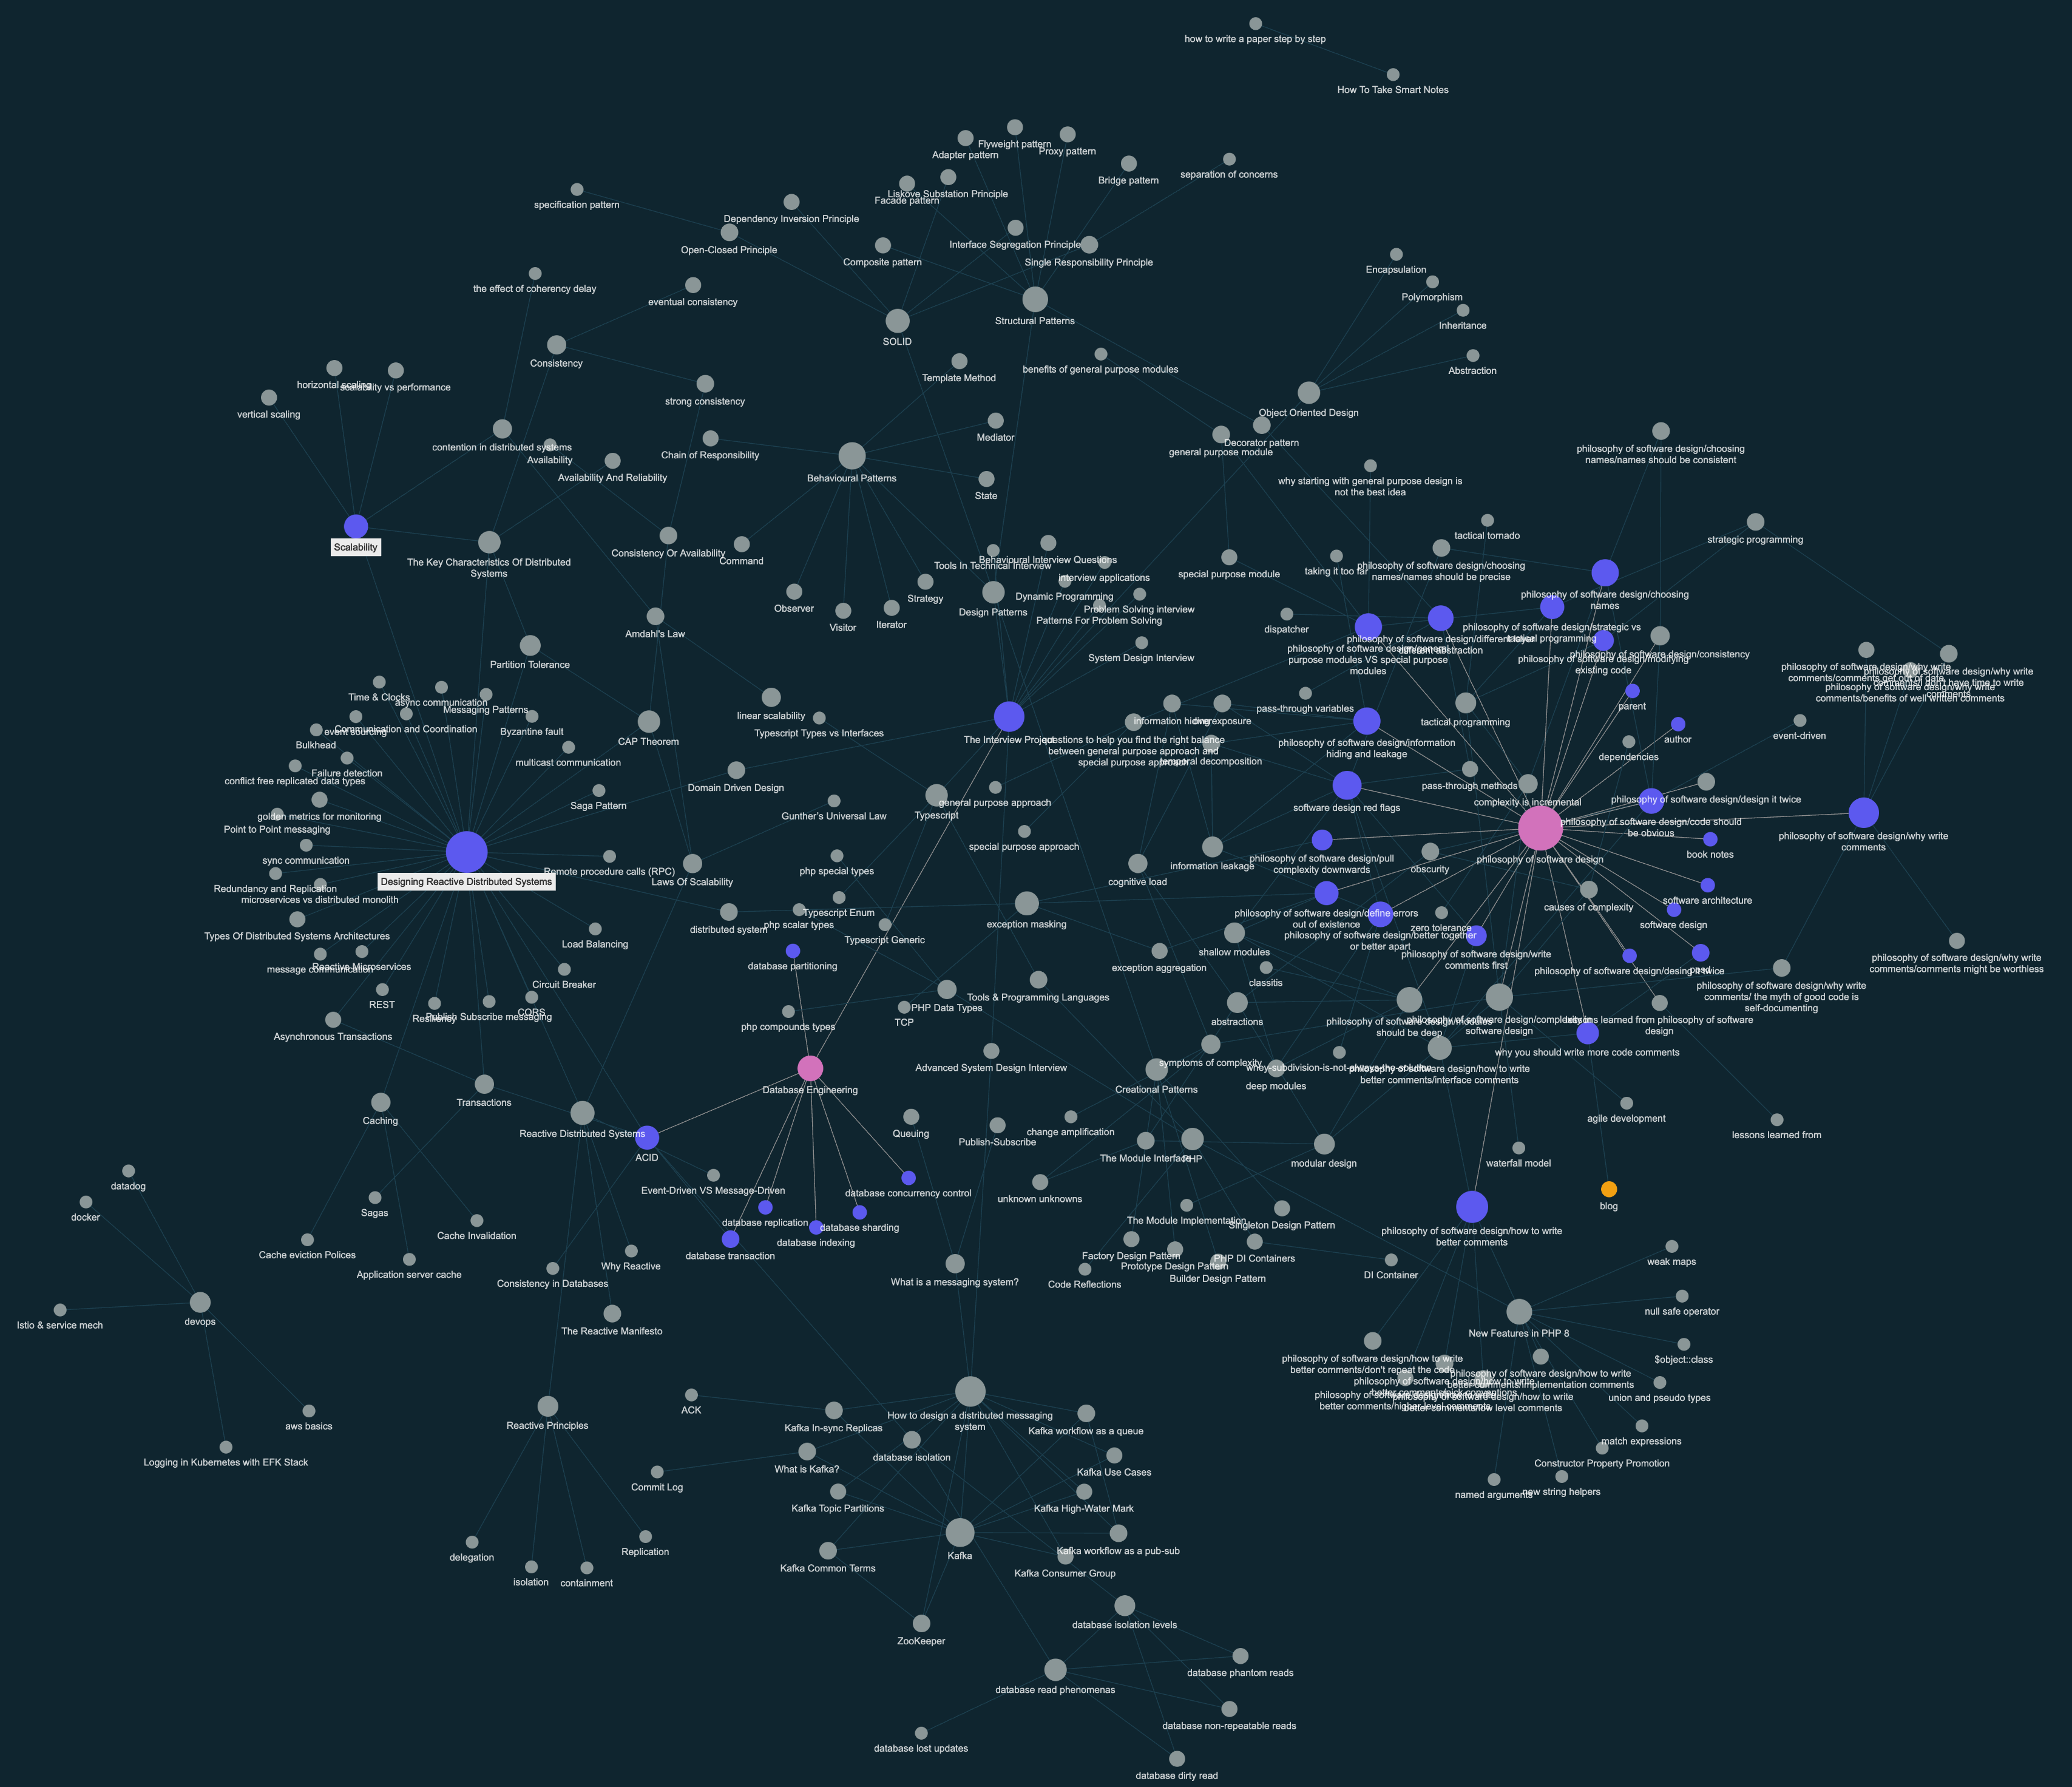 how to write a paper step by step
How To Take Smart Notes
Flyweight pattern
Adapter pattern
Proxy pattern
Bridge pattern
separation of concerns
Liskove Substation Principle
Facade pattern
specification pattern
Dependency Inversion Principle
Open-Closed Principle
Interface Segregation Principle
Composite pattern
Single Responsibility Principle
Encapsulation
the effect of coherency delay
eventual consistency
Polymorphism
Structural Patterns
Inheritance
SOLID
Consistency
benefits of general purpose modules
Abstraction
Template Method
horizontal scaling
scalability vs performance
strong consistency
vertical scaling
Object Oriented Design
Mediator
contention in distributed systems
Decorator pattern
general purpose module
philosophy of software design/choosing
names/names should be consistent
Availability
Chain of Responsibility
Availability And Reliability
Behavioural Patterns
State
why starting with general purpose design is
not the best idea
tactical tornado
strategic programming
Scalability
Consistency Or Availability
The Key Characteristics Of Distributed
Systems
Command
Tools In Technical Interview
Behavioural Interview Questions
interview applications
special purpose module
taking it too far
philosophy of software design/choosing
names/names should be precise
philosophy of software design/choosing
names
Observer
Visitor
Iterator
Strategy
Design Patterns
Dynamic Programming
Problem Solving interview
Patterns For Problem Solving
dispatcher
Amdahl's Law
philosophy of software design/strategic vs
tactical programming
philosophy of software design/different layer
different abstraction
philosophy of software design/general
purpose modules VS special purpose
modules
philosophy of software design/modifying
existing code
philosophy of software design/consistency
System Design Interview
Partition Tolerance
philosophy of software design/why write
comments/comments get out of date
philosophy of software design/why write
comments/I don't have time to write
comments
philosophy of software design/why write
comments/benefits of well written comments
Time & Clocks
async communication
Messaging Patterns
parent
linear scalability
pass-through variables
tactical programming
event sourcing
Communication and Coordination
Byzantine fault
CAP Theorem
Typescript Types vs Interfaces
information hiding
overexposure
author
event-driven
Bulkhead
The Interview Project
questions to help you find the right balance
between general purpose approach and
special purpose approach
temporal decomposition
philosophy of software design/information
hiding and leakage
dependencies
multicast communication
Failure detection
conflict free replicated data types
Domain Driven Design
pass-through methods
Saga Pattern
general purpose approach
software design red flags
complexity is incremental
philosophy of software design/design it twice
golden metrics for monitoring
Gunther's Universal Law
Typescript
Point to Point messaging
philosophy of software design/code should
be obvious
philosophy of software design/why write
comments
sync communication
special purpose approach
philosophy of software design/pull
complexity downwards
philosophy of software design
book notes
information leakage
Remote procedure calls (RPC)
php special types
obscurity
Designing Reactive Distributed Systems
Laws Of Scalability
cognitive load
Redundancy and Replication
microservices vs distributed monolith
software architecture
causes of complexity
Typescript Enum
php scalar types
philosophy of software design/define errors
out of existence
exception masking
distributed system
zero tolerance
software design
Types Of Distributed Systems Architectures
Load Balancing
Typescript Generic
philosophy of software design/better together
or better apart
shallow modules
philosophy of software design/write
comments first
message communication
Reactive Microservices
database partitioning
exception aggregation
classitis
philosophy of software design/desing it twice
posd
philosophy of software design/why write
comments/comments might be worthless
Circuit Breaker
philosophy of software design/why write
comments/ the myth of good code is
self-documenting
REST
Resiliency
Publish Subscribe messaging
CQRS
TCP
PHP Data Types
Tools & Programming Languages
abstractions
philosophy of software design/modules
should be deep
philosophy of software design/complexity in
software design
lessons learned from philosophy of software
design
php compounds types
Asynchronous Transactions
Advanced System Design Interview
symptoms of complexity
whey-subdivision-is-not-always-the-solution
why you should write more code comments
philosophy of software design/how to write
better comments/interface comments
deep modules
Database Engineering
Creational Patterns
Transactions
Caching
Reactive Distributed Systems
ACID
Queuing
Publish-Subscribe
change amplification
agile development
lessons learned from
The Module Interface
PHP
modular design
waterfall model
datadog
docker
Event-Driven VS Message-Driven
database concurrency control
unknown unknowns
Sagas
database replication
database sharding
database indexing
database transaction
The Module Implementation
Singleton Design Pattern
blog
Cache Invalidation
Cache eviction Polices
Application server cache
Consistency in Databases
Why Reactive
Factory Design Pattern
Prototype Design Pattern
PHP DI Containers
Builder Design Pattern
Code Reflections
DI Container
philosophy of software design/how to write
better comments
weak maps
What is a messaging system?
Istio & service mech
devops
The Reactive Manifesto
null safe operator
New Features in PHP 8
$object::class
philosophy of software design/how to write
better comments/don't repeat the code
philosophy of software design/how to write
better comments/implementation comments
better comments/pick conventions
better comments/higher level comments
philosophy of software design/how to write
better comments/low level comments
union and pseudo types
ACK
Kafka In-sync Replicas
How to design a distributed messaging
system
Kafka workflow as a queue
aws basics
Reactive Principles
match expressions
Logging in Kubernetes with EFK Stack
What is Kafka?
database isolation
Kafka Use Cases
Constructor Property Promotion
Commit Log
Kafka Topic Partitions
Kafka High-Water Mark
named arguments
new string helpers
delegation
isolation
containment
Replication
Kafka Common Terms
Kafka
Kafka workflow as a pub-sub
Kafka Consumer Group
database isolation levels
ZooKeeper
database phantom reads
database read phenomenas
database non-repeatable reads
database lost updates
database dirty read